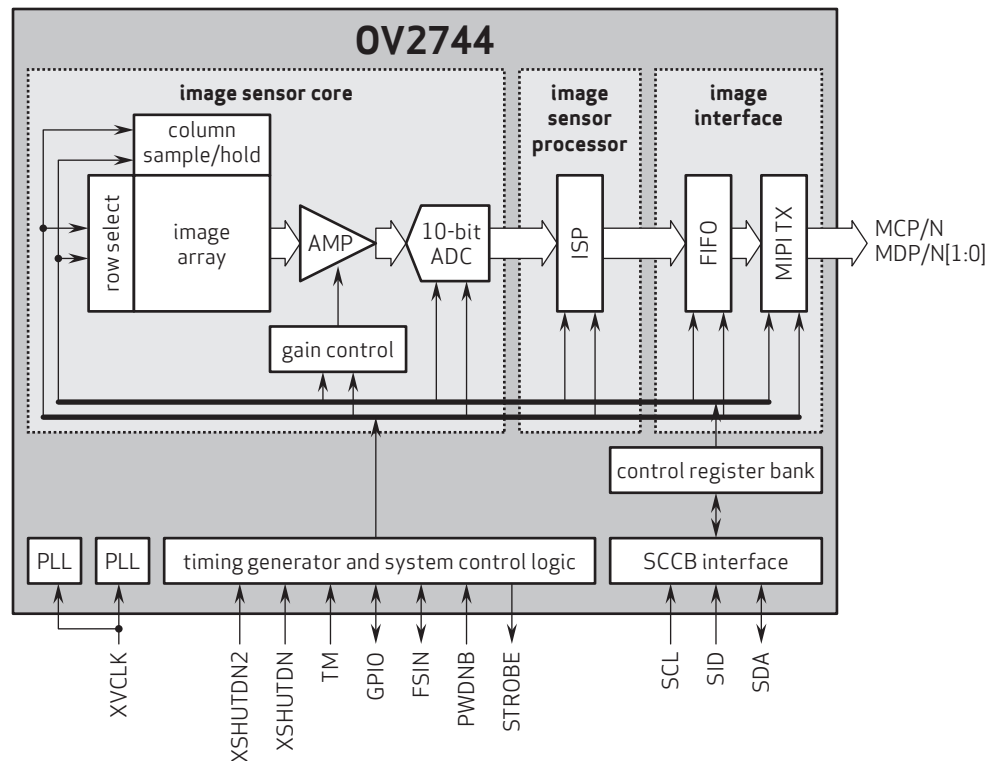 OV2744
image sensor core
image
sensor
processor
image
interface
column
sample/hold
row select
image
array
AMP
10-bit
ADC
ISP
FIFO
MIPI TX
MCP/N
MDP/N[1:0]
gain control
control register bank
PLL
PLL
timing generator and system control logic
SCCB interface
XVCLK
XSHUTDN2
XSHUTDN
TM
GPIO
FSIN
PWDNB
STROBE
SCL
SID
SDA